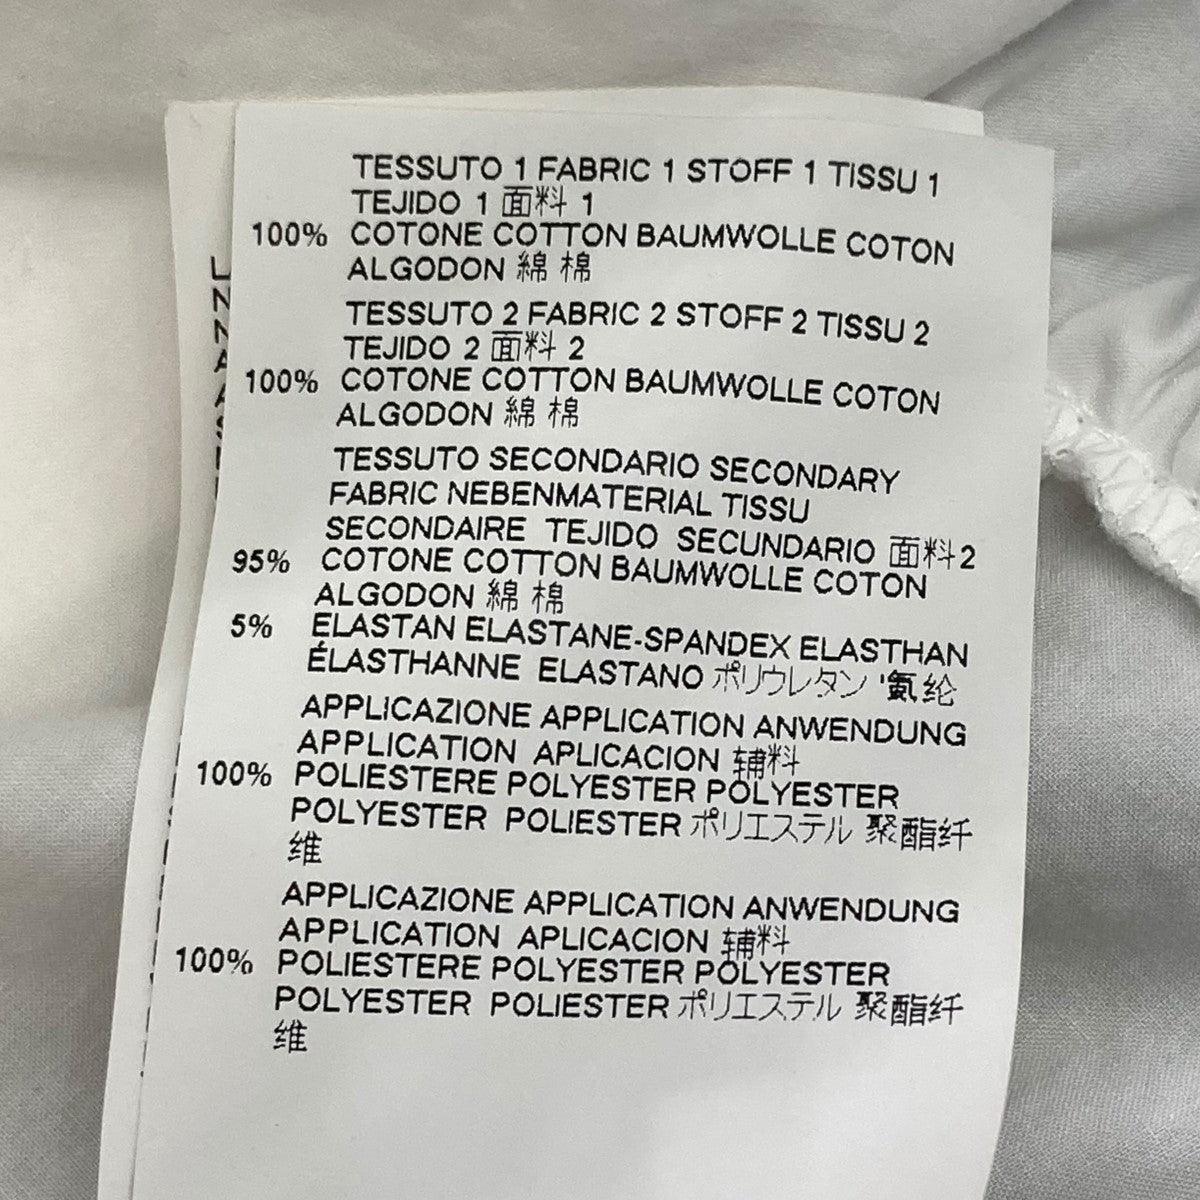 TESSUTO 1 FABRIC 1 STOFF 1 TISSU 1
TEJIDO 1 面料 1
100% COTONE COTTON BAUMWOLLE COTON
ALGODON 綿 棉
TESSUTO 2 FABRIC 2 STOFF 2 TISSU 2
TEJIDO 2 面料 2
100% COTONE COTTON BAUMWOLLE COTON
ALGODON 綿 棉
TESSUTO SECONDARIO SECONDARY
FABRIC NEBENMATERIAL TISSU
SECONDAIRE TEJIDO SECUNDARIO 面料2
95% COTONE COTTON BAUMWOLLE COTON
ALGODON 綿 棉
5% ELASTAN ELASTANE-SPANDEX ELASTHAN
ÉLASTHANNE ELASTANO ポリウレタン '氨纶
APPLICAZIONE APPLICATION ANWENDUNG
APPLICATION APLICACION 辅料
100% POLIESTERE POLYESTER POLYESTER
POLYESTER POLIESTER ポリエステル 聚酯纤
维
APPLICAZIONE APPLICATION ANWENDUNG
APPLICATION APLICACION 辅料
100% POLIESTERE POLYESTER POLYESTER
POLYESTER POLIESTER ポリエステル 聚酯纤
维